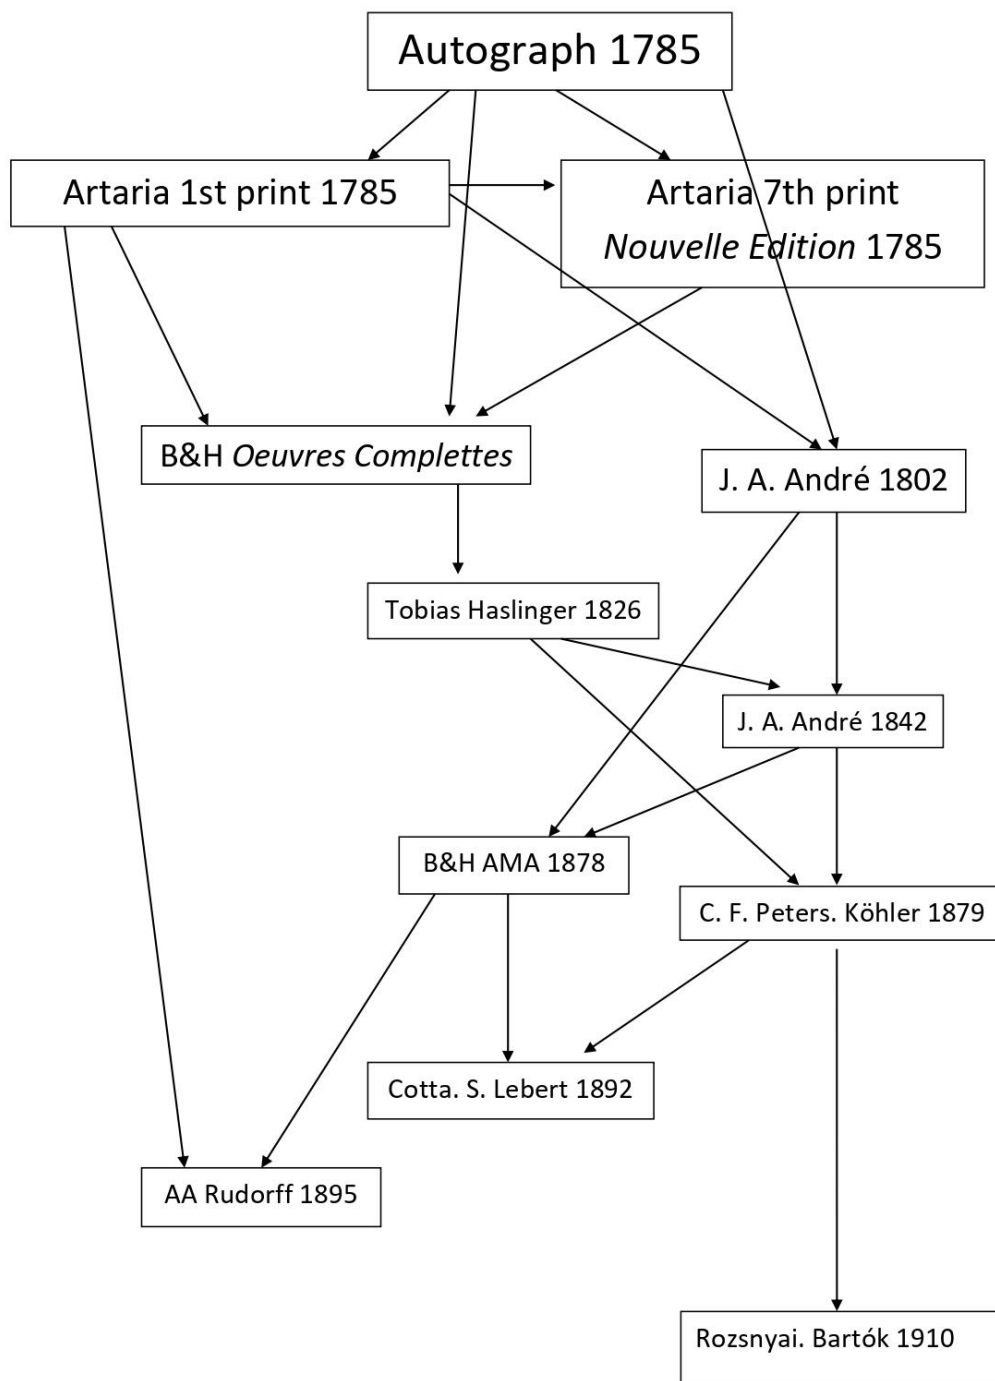 Autograph 1785
Artaria 1st print 1785
Artaria 7th print
Nouvelle Edition 1785
B&H Oeuvres Complettes
J. A. André 1802
Tobias Haslinger 1826
J. A. André 1842
B&H AMA 1878
C. F. Peters. Köhler 1879
Cotta. S. Lebert 1892
AA Rudorff 1895
Rozsnyai. Bartók 1910